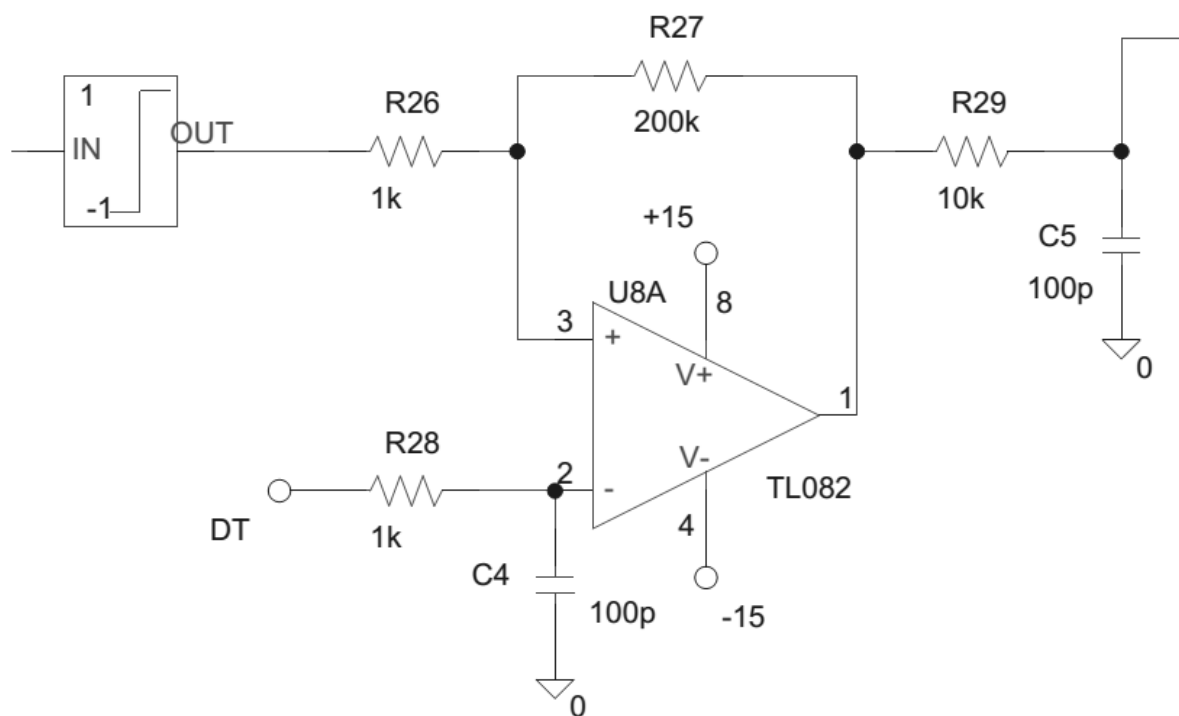 R27
200k
1
IN
OUT
-1
R26
1k
R29
10k
+15
C5
100p
0
U8A
8
3
+
V+
1
R28
V-
2
-
TL082
DT
1k
4
C4
100p
-15
0